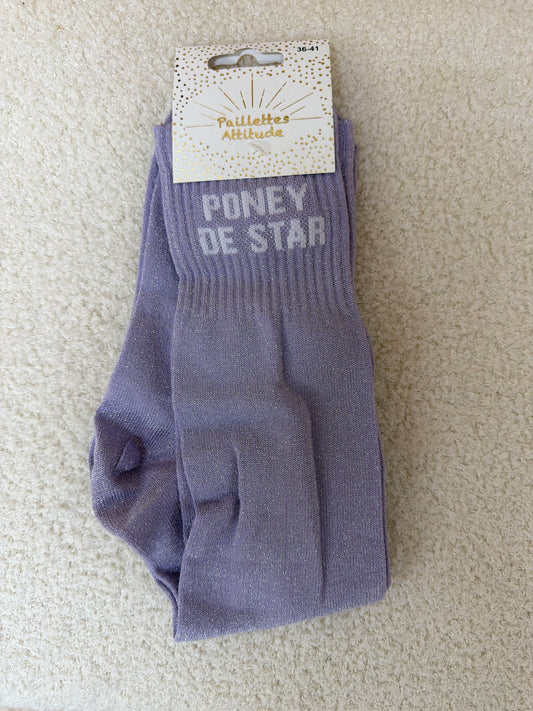 36-41
Paillettes
Attitude
PONEY
DE STAR